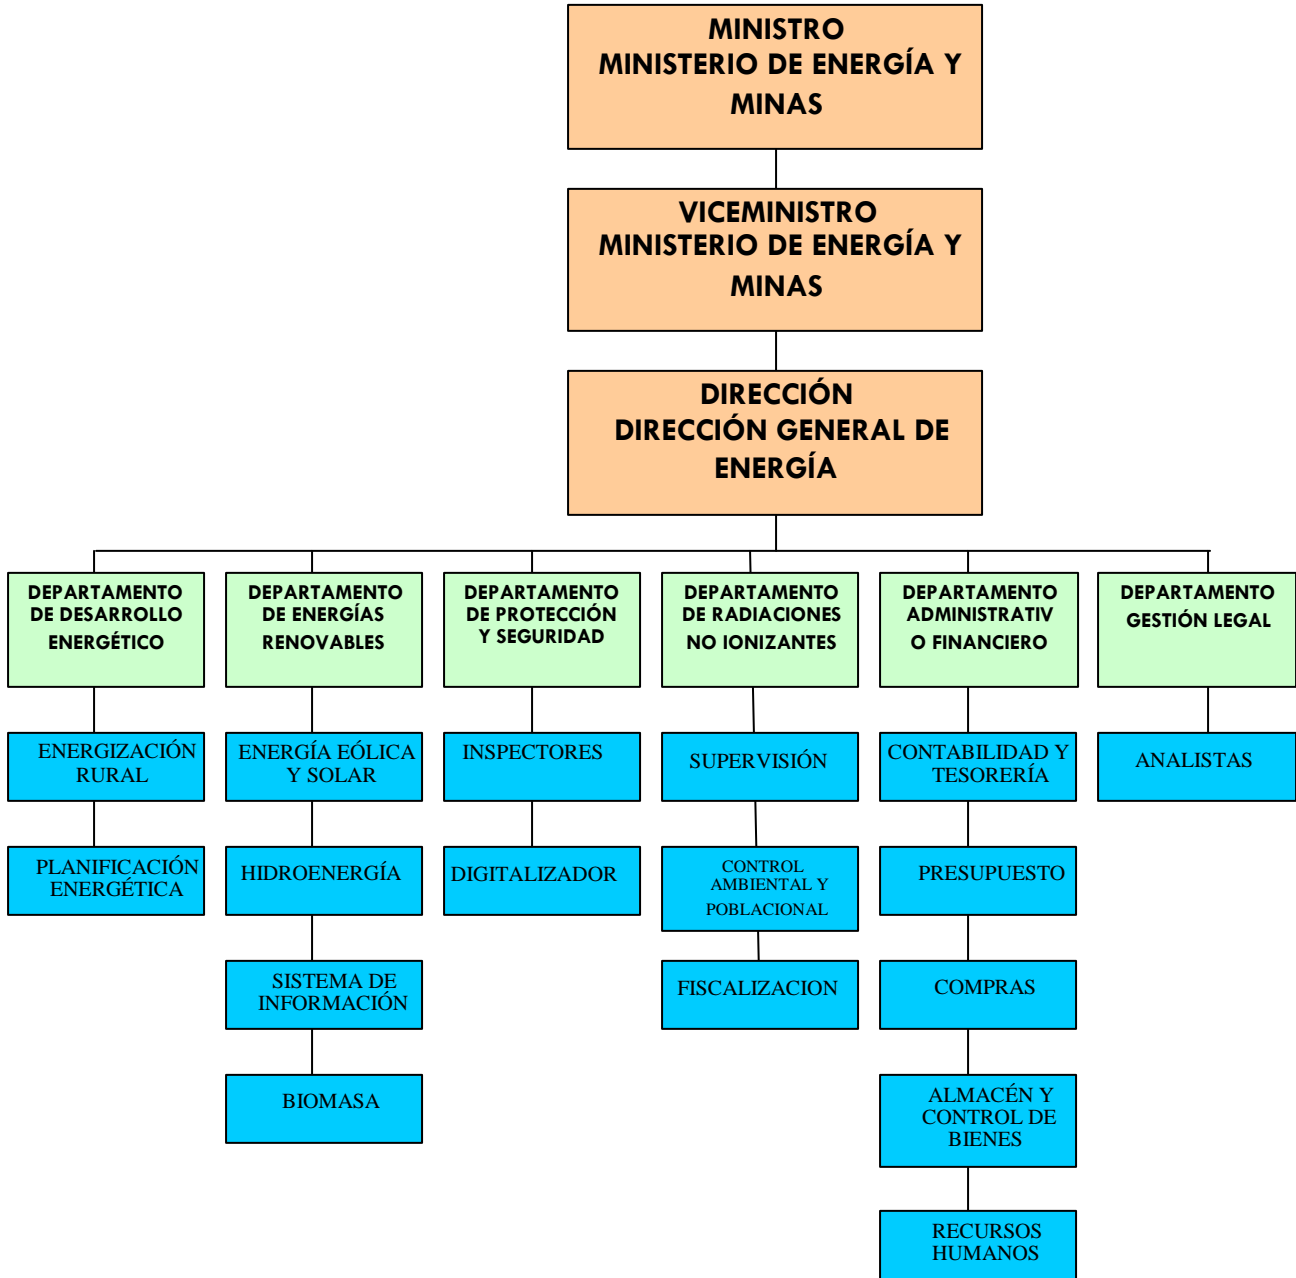 MINISTRO
MINISTERIO DE ENERGÍA Y
MINAS
VICEMINISTRO
MINISTERIO DE ENERGÍA Y
MINAS
DIRECCIÓN
DIRECCIÓN GENERAL DE
ENERGÍA
DEPARTAMENTO
DE DESARROLLO
ENERGÉTICO
DEPARTAMENTO
DE ENERGÍAS
RENOVABLES
DEPARTAMENTO
DE PROTECCIÓN
Y SEGURIDAD
DEPARTAMENTO
DE RADIACIONES
NO IONIZANTES
DEPARTAMENTO
ADMINISTRATIV
O FINANCIERO
DEPARTAMENTO
GESTIÓN LEGAL
ENERGIZACIÓN
RURAL
ENERGÍA EÓLICA
Y SOLAR
INSPECTORES
SUPERVISIÓN
CONTABILIDAD Y
TESORERÍA
ANALISTAS
PLANIFICACIÓN
ENERGÉTICA
HIDROENERGÍA
DIGITALIZADOR
CONTROL
AMBIENTAL Y
POBLACIONAL
PRESUPUESTO
SISTEMA DE
INFORMACIÓN
FISCALIZACION
COMPRAS
BIOMASA
ALMACÉN Y
CONTROL DE
BIENES
RECURSOS
HUMANOS